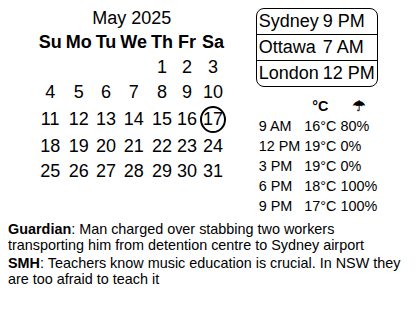 May 2025
Su Mo Tu We Th Fr Sa
1 2 3
4 5 6 7 8 9 10
11 12 13 14 15 16 17
18 19 20 21 22 23 24
25 26 27 28 29 30 31
Sydney 9 PM
Ottawa 7 AM
London 12 PM
°C ☂
9 AM 16°C 80%
12 PM 19°C 0%
3 PM 19°C 0%
6 PM 18°C 100%
9 PM 17°C 100%
Guardian: Man charged over stabbing two workers
transporting him from detention centre to Sydney airport
SMH: Teachers know music education is crucial. In NSW they
are too afraid to teach it